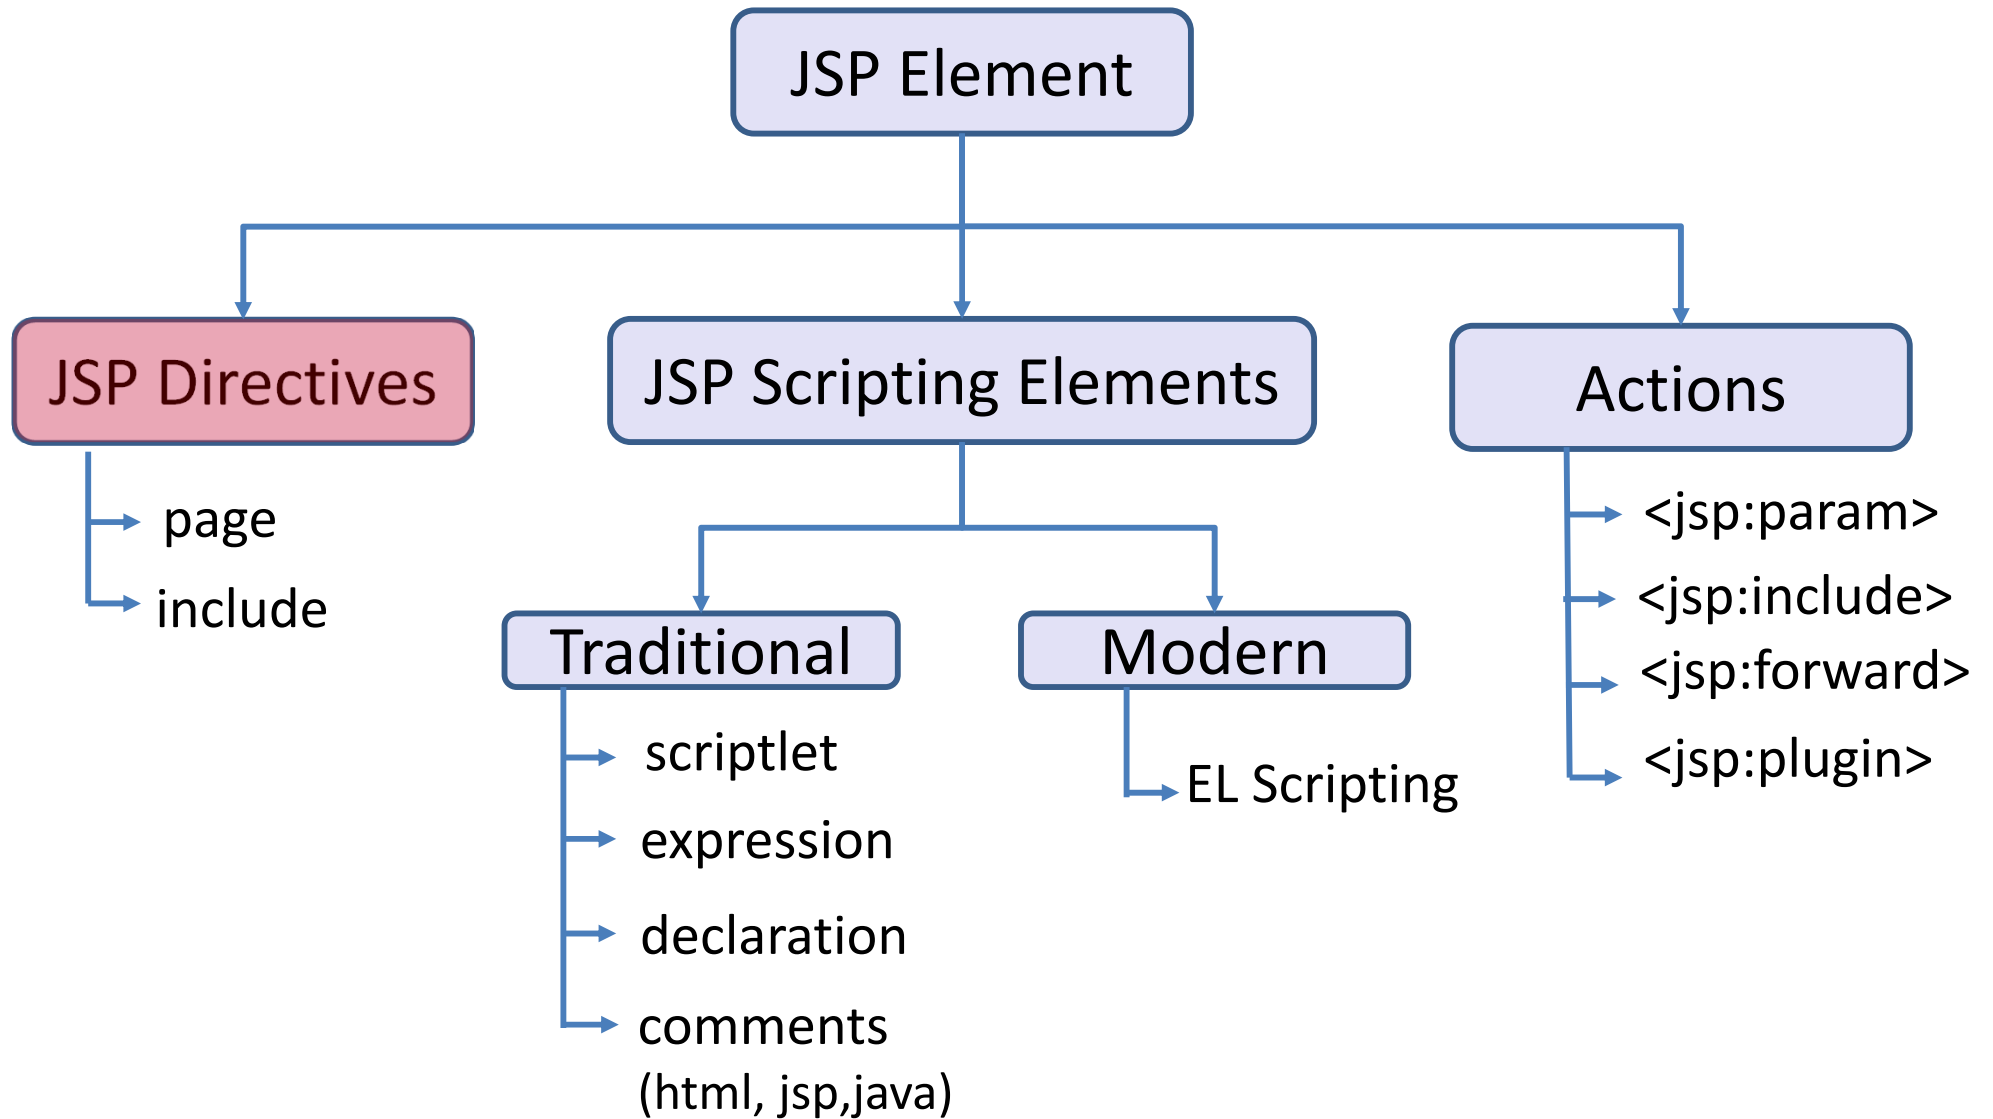 JSP Element
JSP Directives
page
include
JSP Scripting Elements
Traditional
scriptlet
expression
declaration
comments
(html, jsp,java)
Modern
EL Scripting
Actions
<jsp:param>
<jsp:include>
<jsp:forward>
<jsp:plugin>